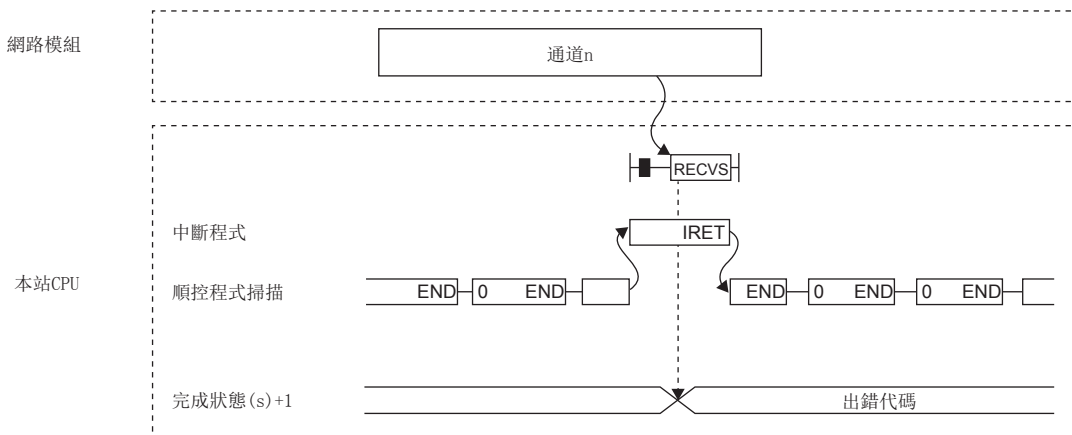 網路模組
通道n
RECVS
中斷程式
IRET
本站CPU
順控程式掃描
END 0 END END 0 END 0 END
完成狀態(s)+1
出錯代碼